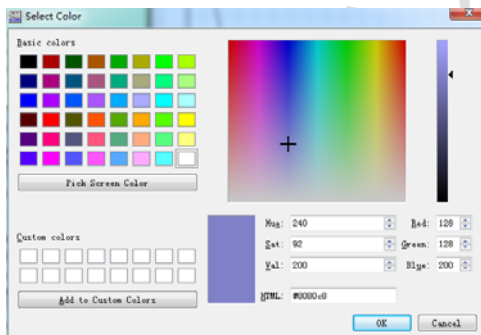 Select Color
Basic colors
Pick Screen Color
Custom colors
Add to Custom Colors
Hue: 240
Sat: 92
Val: 200
Red: 128
Green: 128
Blue: 200
HTML: #8080c8
OK
Cancel